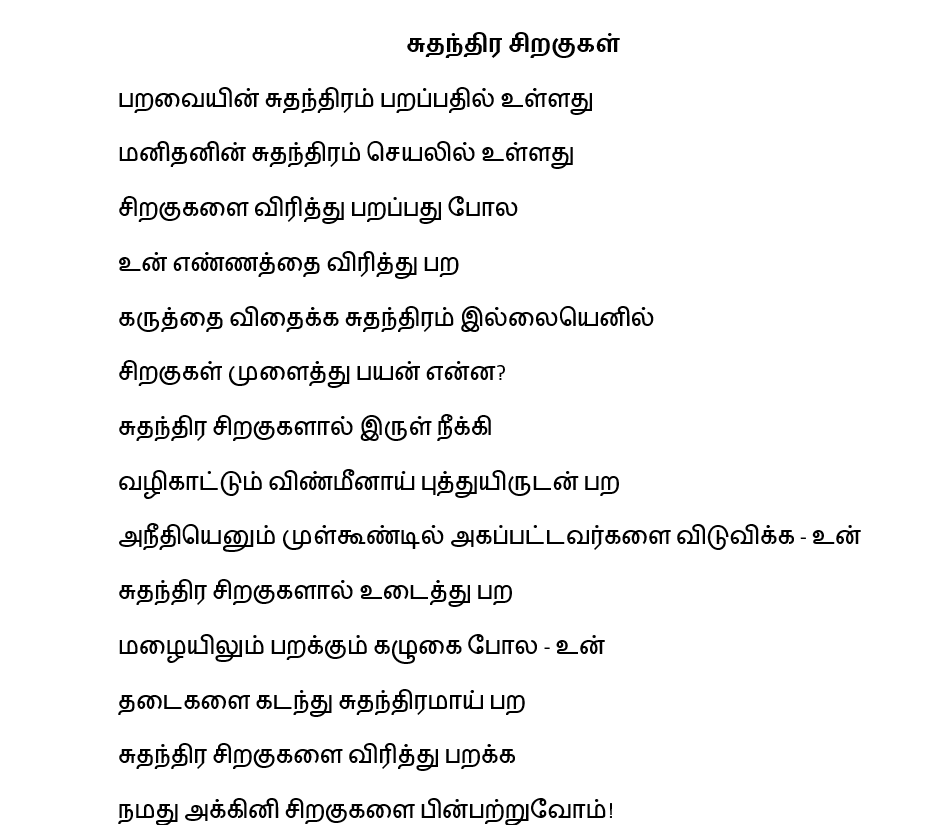 சுதந்திர சிறகுகள்
பறவையின் சுதந்திரம் பறப்பதில் உள்ளது
மனிதனின் சுதந்திரம் செயலில் உள்ளது
சிறகுகளை விரித்து பறப்பது போல
உன் எண்ணத்தை விரித்து பற
கருத்தை விதைக்க சுதந்திரம் இல்லையெனில்
சிறகுகள் முளைத்து பயன் என்ன?
சுதந்திர சிறகுகளால் இருள் நீக்கி
வழிகாட்டும் விண்மீனாய் புத்துயிருடன் பற
அநீதியெனும் முள்கூண்டில் அகப்பட்டவர்களை விடுவிக்க - உன்
சுதந்திர சிறகுகளால் உடைத்து பற
மழையிலும் பறக்கும் கழுகை போல - உன்
தடைகளை கடந்து சுதந்திரமாய் பற
சுதந்திர சிறகுகளை விரித்து பறக்க
நமது அக்கினி சிறகுகளை பின்பற்றுவோம்!